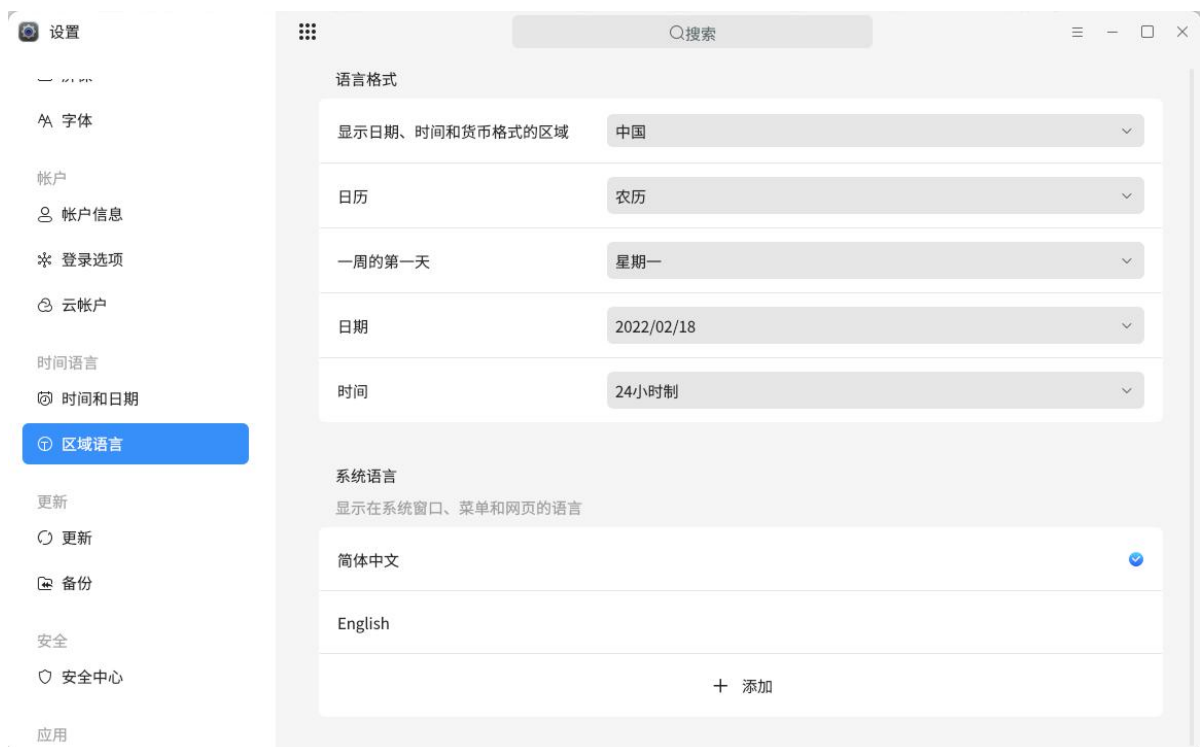 设置
搜索
字体
帐户
帐户信息
登录选项
云帐户
时间语言
时间和日期
区域语言
更新
更新
备份
安全
安全中心
应用
语言格式
显示日期、时间和货币格式的区域
中国
日历
农历
一周的第一天
星期一
日期
2022/02/18
时间
24小时制
系统语言
显示在系统窗口、菜单和网页的语言
简体中文
English
添加